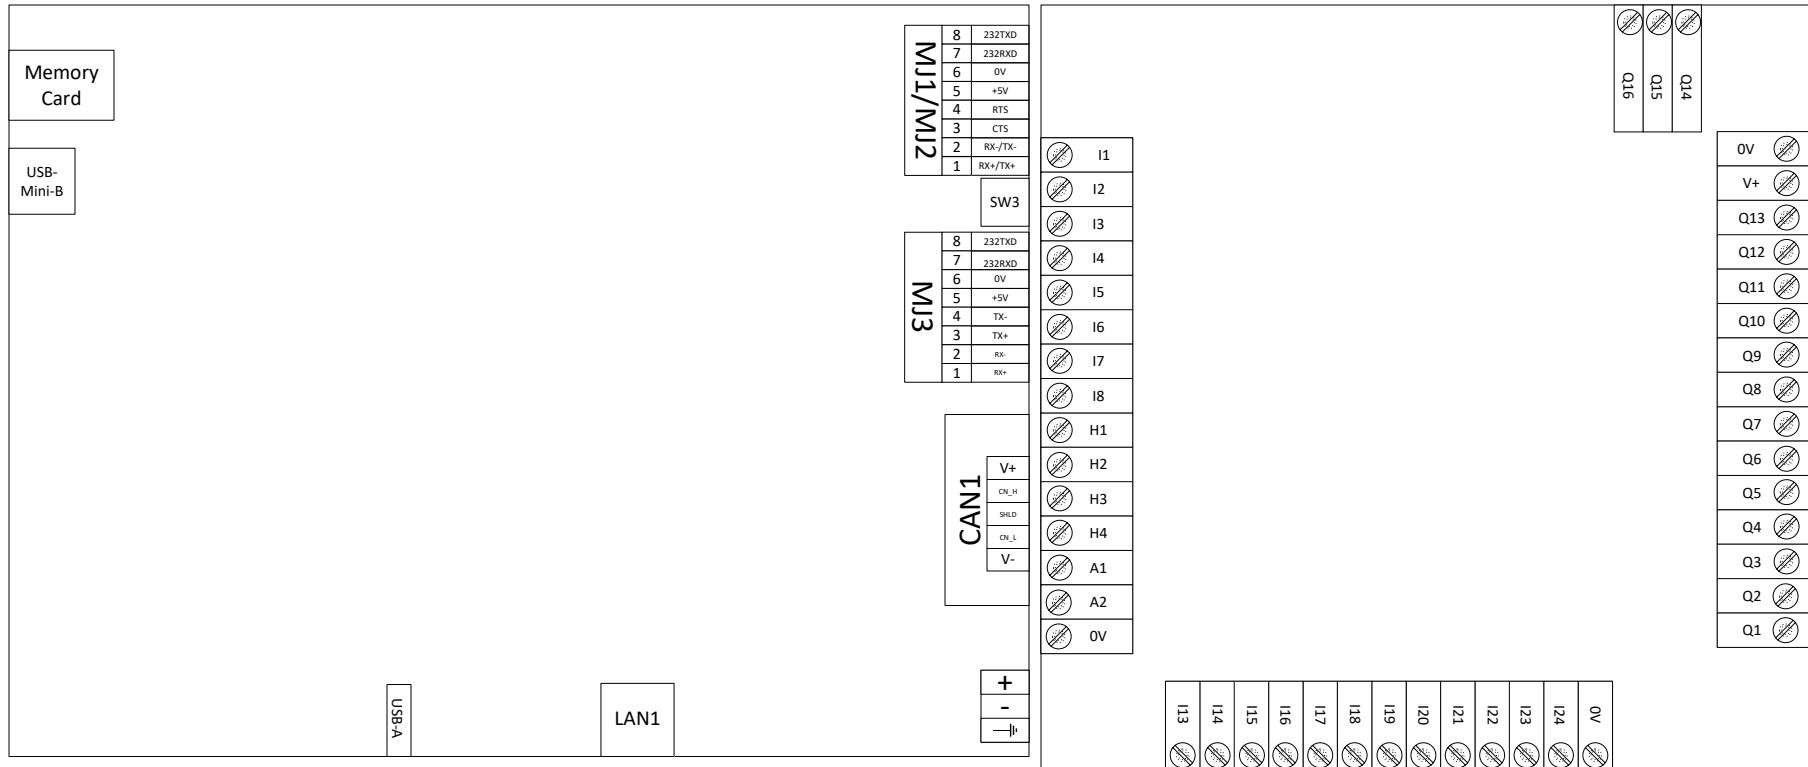 Memory
Card
USB-
Mini-B
USB-A
LAN1
MJ1/MJ2
8 232TXD
7 232RXD
6 0V
5 +5V
4 RTS
3 CTS
2 RX-/TX-
1 RX+/TX+
SW3
MJ3
8 232TXD
7 232RXD
6 0V
5 +5V
4 TX-
3 TX+
2 RX-
1 RX+
CAN1
V+
CN_H
SHLD
CN_L
V-
+
-
I1
I2
I3
I4
I5
I6
I7
I8
H1
H2
H3
H4
A1
A2
0V
I13 I14 I15 I16 I17 I18 I19 I20 I21 I22 I23 I24 0V
Q16 Q15 Q14
0V
V+
Q13
Q12
Q11
Q10
Q9
Q8
Q7
Q6
Q5
Q4
Q3
Q2
Q1